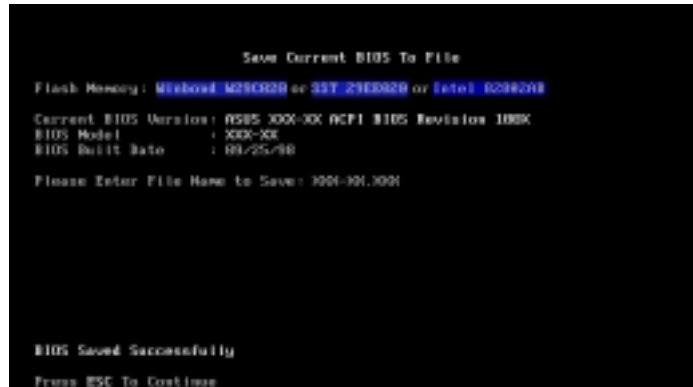 Save Current BIOS To File
Flash Memory: Winbond W29C020 or SST 29EE020 or Intel 82802AB
Current BIOS Version: ASUS XXX-XX ACPI BIOS Revision 100X
BIOS Model : XXX-XX
BIOS Built Date : 09/25/98
Please Enter File Name to Save: XXX-XX.XXX
BIOS Saved Successfully
Press ESC To Continue